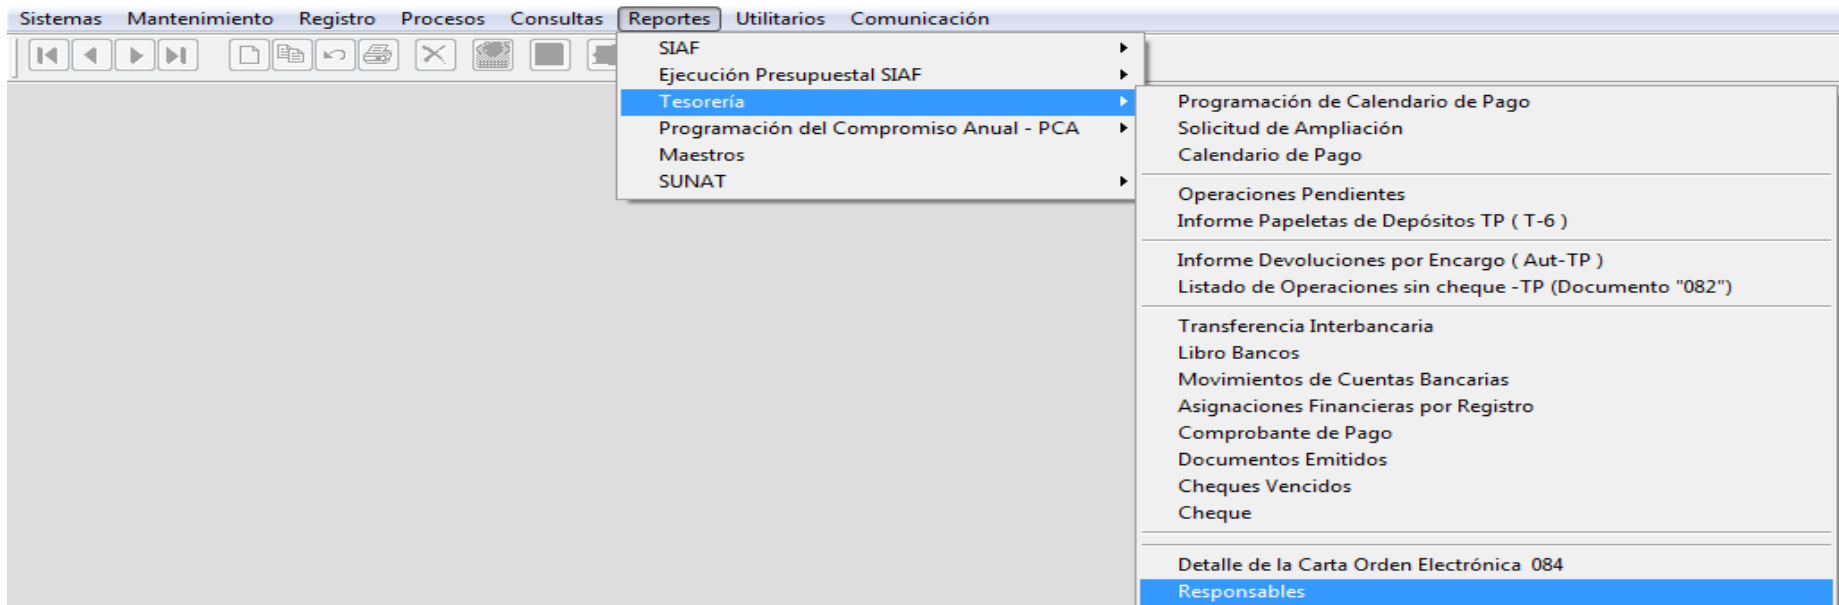 Sistemas Mantenimiento Registro Procesos Consultas Reportes Utilitarios Comunicación
SIAF
Ejecución Presupuestal SIAF
Tesorería
Programación del Compromiso Anual - PCA
Maestros
SUNAT
Programación de Calendario de Pago
Solicitud de Ampliación
Calendario de Pago
Operaciones Pendientes
Informe Papeletas de Depósitos TP ( T-6 )
Informe Devoluciones por Encargo ( Aut-TP )
Listado de Operaciones sin cheque -TP (Documento "082")
Transferencia Interbancaria
Libro Bancos
Movimientos de Cuentas Bancarias
Asignaciones Financieras por Registro
Comprobante de Pago
Documentos Emitidos
Cheques Vencidos
Cheque
Detalle de la Carta Orden Electrónica 084
Responsables